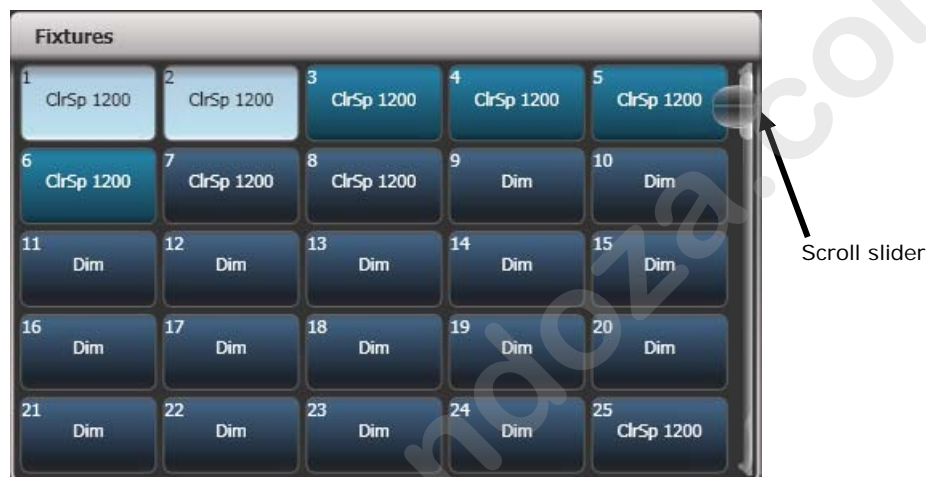 Fixtures
1 ClrSp 1200
2 ClrSp 1200
3 ClrSp 1200
4 ClrSp 1200
5 ClrSp 1200
6 ClrSp 1200
7 ClrSp 1200
8 ClrSp 1200
9 Dim
10 Dim
11 Dim
12 Dim
13 Dim
14 Dim
15 Dim
Scroll slider
16 Dim
17 Dim
18 Dim
19 Dim
20 Dim
21 Dim
22 Dim
23 Dim
24 Dim
25 ClrSp 1200